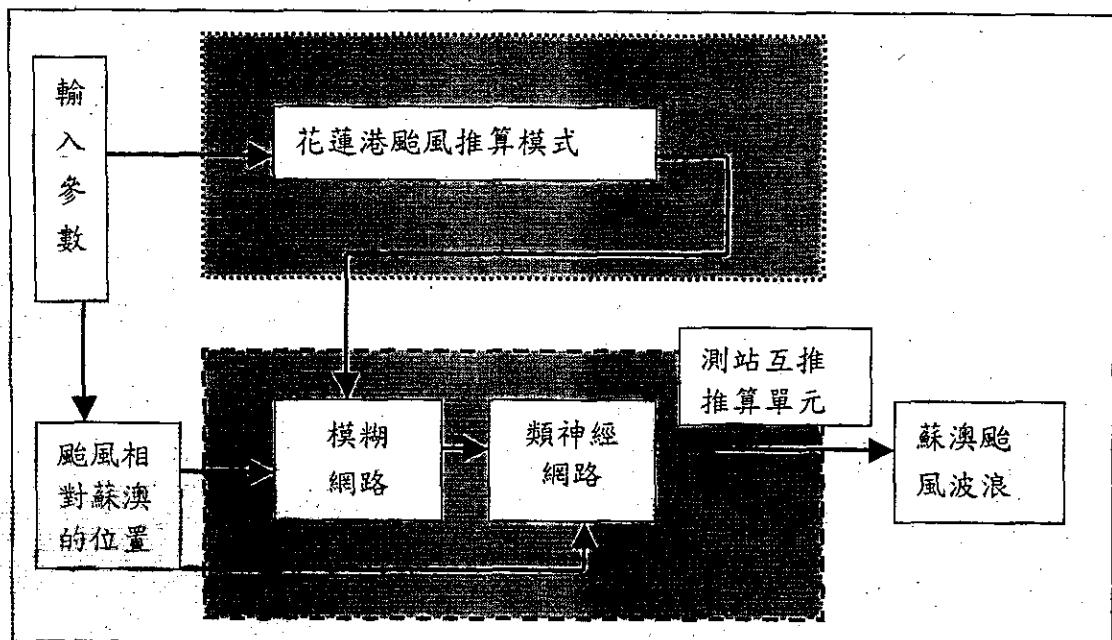 輸入參數
花蓮港颱風推算模式
測站互推
推算單元
模糊
網路
類神經
網路
颱風相
對蘇澳
的位置
蘇澳颱
風波浪